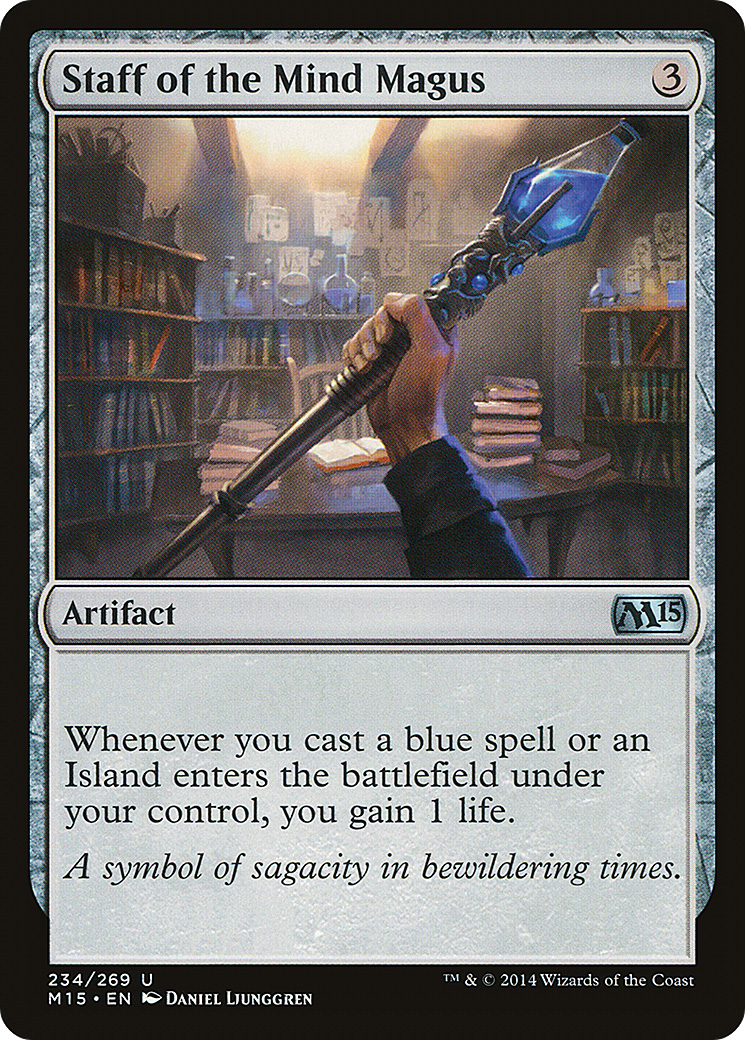 Staff of the Mind Magus
3
Artifact
M15
Whenever you cast a blue spell or an
Island enters the battlefield under
your control, you gain 1 life.
A symbol of sagacity in bewildering times.
234/269 U
M15 • EN Daniel Ljunggren
™ & © 2014 Wizards of the Coast